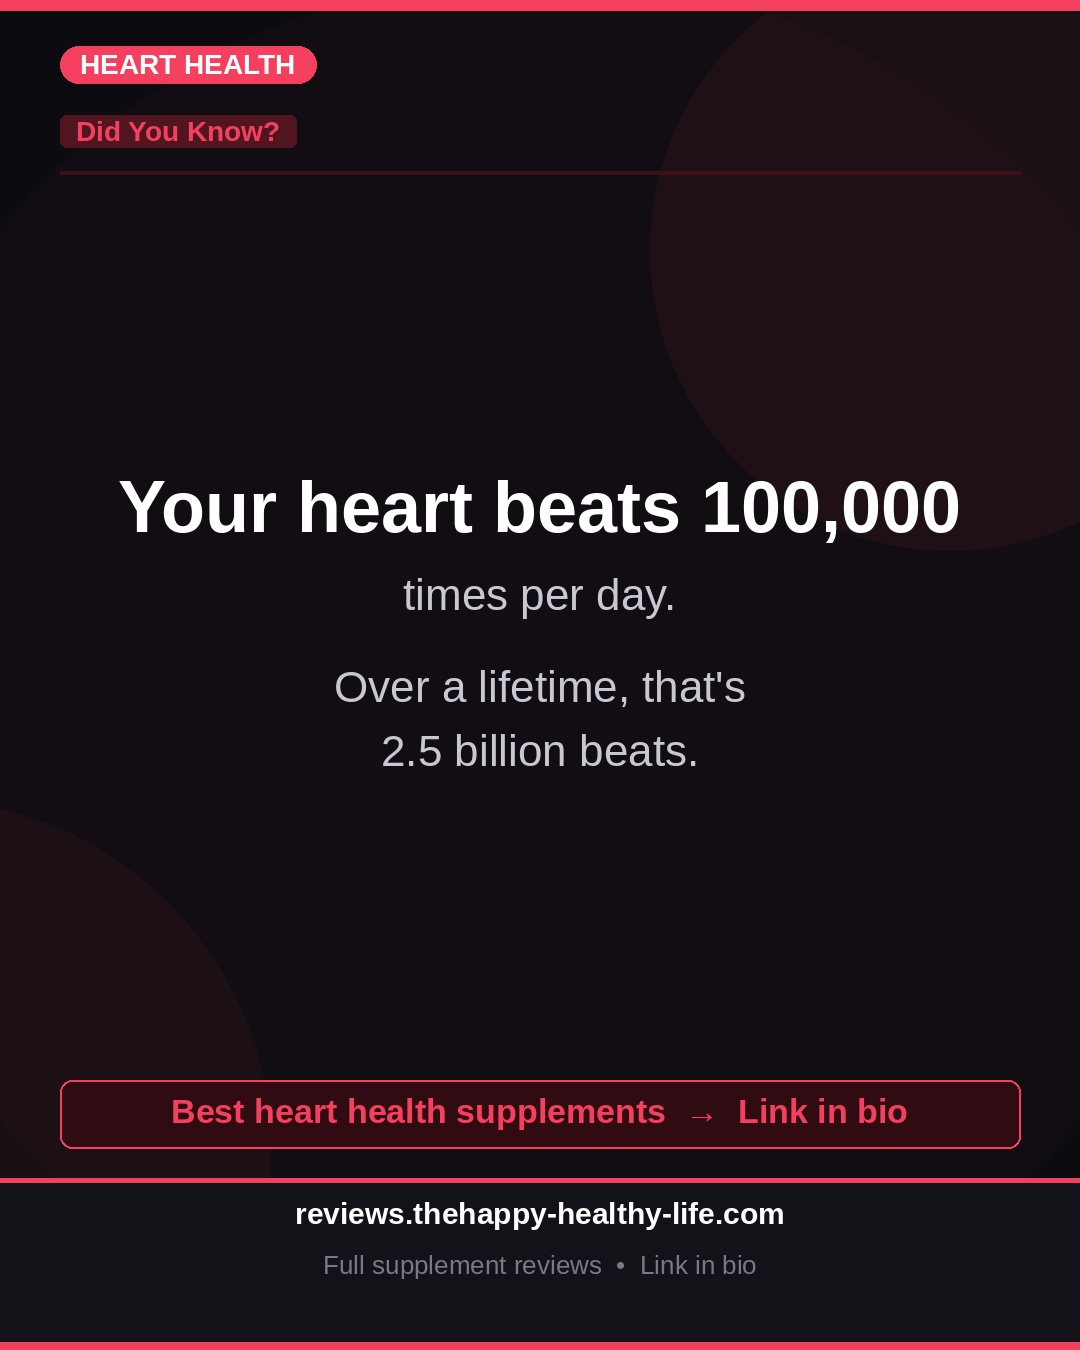 HEART HEALTH
Did You Know?
Your heart beats 100,000
times per day.
Over a lifetime, that's
2.5 billion beats.
Best heart health supplements → Link in bio
reviews.thehappy-healthy-life.com
Full supplement reviews • Link in bio